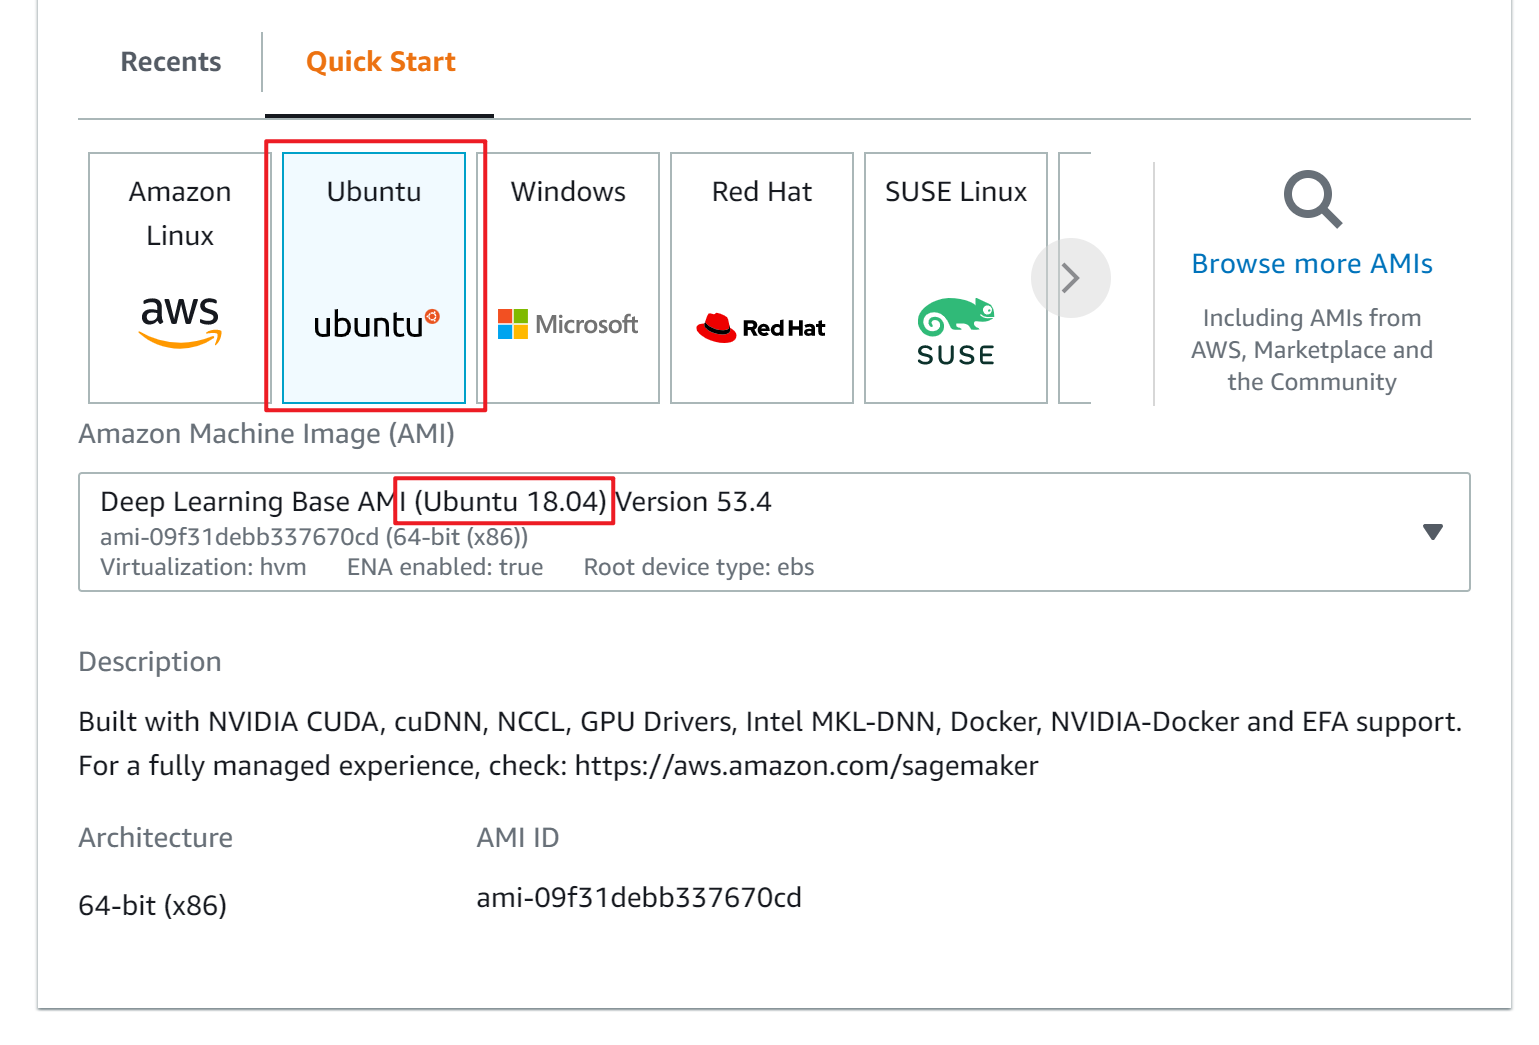 Recents
Quick Start
Amazon
Linux
aws
Ubuntu
ubuntu
Windows
Microsoft
Red Hat
Red Hat
SUSE Linux
SUSE
Browse more AMIs
Including AMIs from
AWS, Marketplace and
the Community
Amazon Machine Image (AMI)
Deep Learning Base AMI (Ubuntu 18.04) Version 53.4
ami-09f31debb337670cd (64-bit (x86))
Virtualization: hvm ENA enabled: true Root device type: ebs
Description
Built with NVIDIA CUDA, cuDNN, NCCL, GPU Drivers, Intel MKL-DNN, Docker, NVIDIA-Docker and EFA support.
For a fully managed experience, check: https://aws.amazon.com/sagemaker
Architecture
64-bit (x86)
AMI ID
ami-09f31debb337670cd